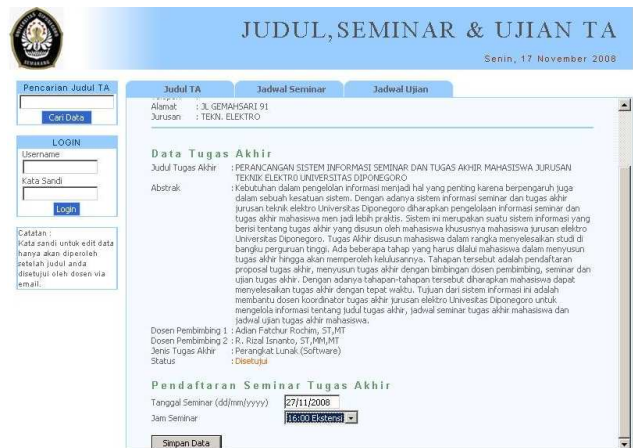 UNIVERSITAS DIPONEGORO
SEMARANG
JUDUL,SEMINAR & UJIAN TA
Senin, 17 November 2008
Pencarian Judul TA
Cari Data
LOGIN
Username
Kata Sandi
Login
Catatan :
Kata sandi untuk edit data
hanya akan diperoleh
setelah judul anda
disetujui oleh dosen via
email.
Judul TA Jadwal Seminar Jadwal Ujian
Alamat : JL GEMAHSARI 91
Jurusan : TEKN. ELEKTRO
Data Tugas Akhir
Judul Tugas Akhir : PERANCANGAN SISTEM INFORMASI SEMINAR DAN TUGAS AKHIR MAHASISWA JURUSAN
TEKNIK ELEKTRO UNIVERSITAS DIPONEGORO
Abstrak : Kebutuhan dalam pengelolan informasi menjadi hal yang penting karena berpengaruh juga
dalam sebuah kesatuan sistem. Dengan adanya sistem informasi seminar dan tugas akhir
jurusan teknik elektro Universitas Diponegoro diharapkan pengelolaan informasi seminar dan
tugas akhir mahasiswa men jadi lebih praktis. Sistem ini merupakan suatu sistem informasi yang
berisi tentang tugas akhir yang disusun oleh mahasiswa khususnya mahasiswa jurusan elektro
Universitas Diponegoro. Tugas Akhir disusun mahasiswa dalam rangka menyelesaikan studi di
bangku perguruan tinggi. Ada beberapa tahap yang harus dilalui mahasiswa dalam menyusun
tugas akhir hingga akan memperoleh kelulusannya. Tahapan tersebut adalah pendaftaran
proposal tugas akhir, menyusun tugas akhir dengan bimbingan dosen pembimbing, seminar dan
ujian tugas akhir. Dengan adanya tahapan-tahapan tersebut diharapkan mahasiswa dapat
menyelesaikan tugas akhir dengan tepat waktu. Tujuan dari sistem informasi ini adalah
membantu dosen koordinator tugas akhir jurusan elektro Univesitas Diponegoro untuk
mengelola informasi tentang judul tugas akhir, jadwal seminar tugas akhir mahasiswa dan
jadwal ujian tugas akhir mahasiswa.
Dosen Pembimbing 1 : Adian Fatchur Rochim, ST,MT
Dosen Pembimbing 2 : R. Rizal Isnanto, ST,MM,MT
Jenis Tugas Akhir : Perangkat Lunak (Software)
Status : Disetujui
Pendaftaran Seminar Tugas Akhir
Tanggal Seminar (dd/mm/yyyy) 27/11/2008
Jam Seminar 16:00 Ekstensi
Simpan Data